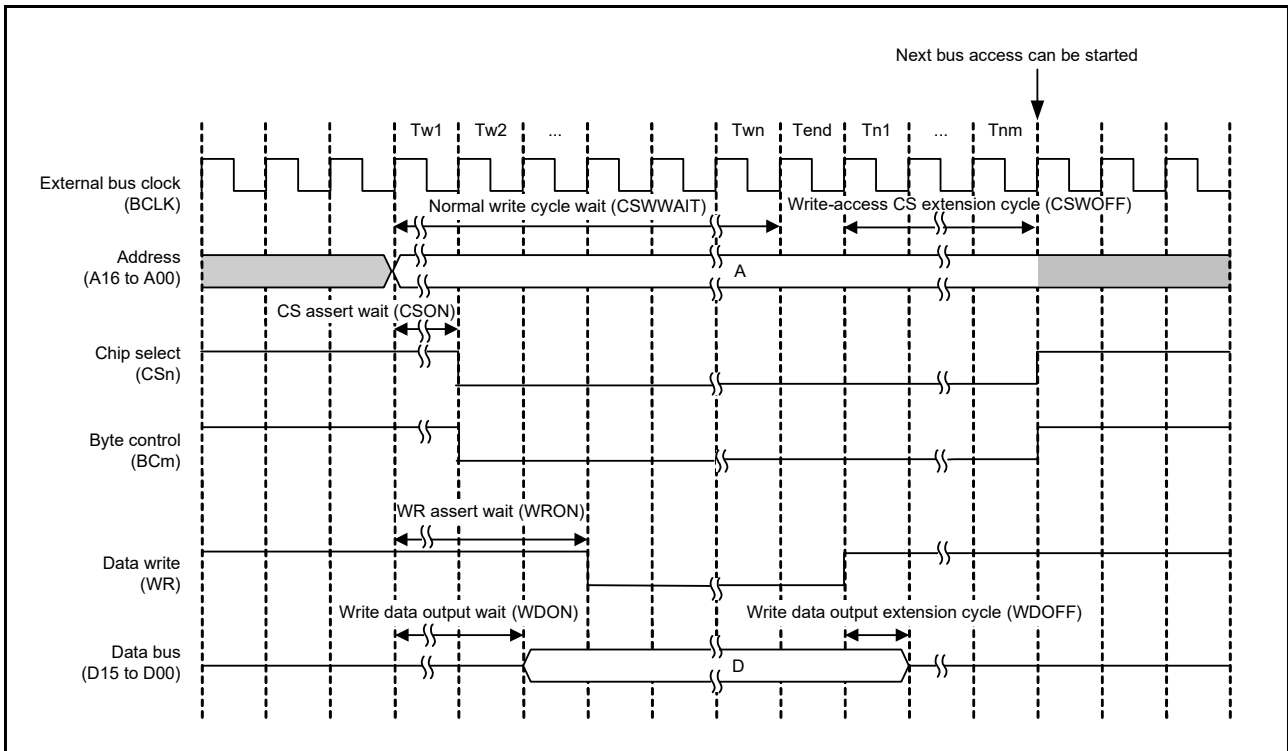 Next bus access can be started
Tw1 Tw2 ... Twn Tend Tn1 ... Tnm
External bus clock
(BCLK)
Normal write cycle wait (CSWWAIT)
Write-access CS extension cycle (CSWOFF)
Address
(A16 to A00)
A
CS assert wait (CSON)
Chip select
(CSn)
Byte control
(BCm)
WR assert wait (WRON)
Data write
(WR)
Write data output wait (WDON)
Write data output extension cycle (WDOFF)
Data bus
(D15 to D00)
D